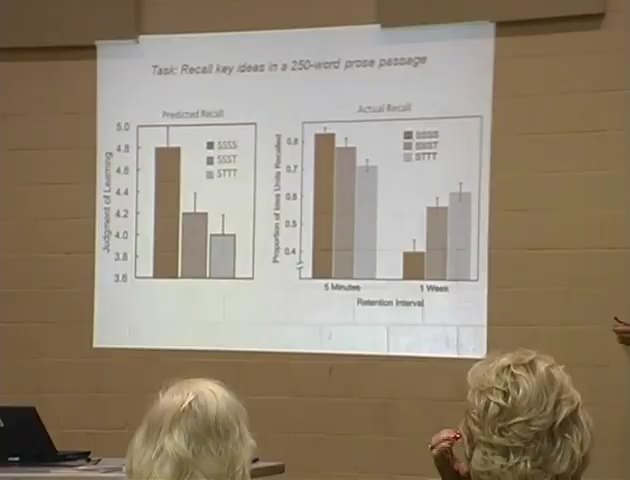 Task: Recall key ideas in a 250-word prose passage
Predicted Recall
Judgment of Learning
5.0
4.8
4.6
4.4
4.2
4.0
3.8
3.6
SSSS
SSST
STTT
Actual Recall
Proportion of Idea Units Recalled
0.8
0.7
0.6
0.5
0.4
SSSS
SSST
STTT
5 Minutes
1 Week
Retention Interval